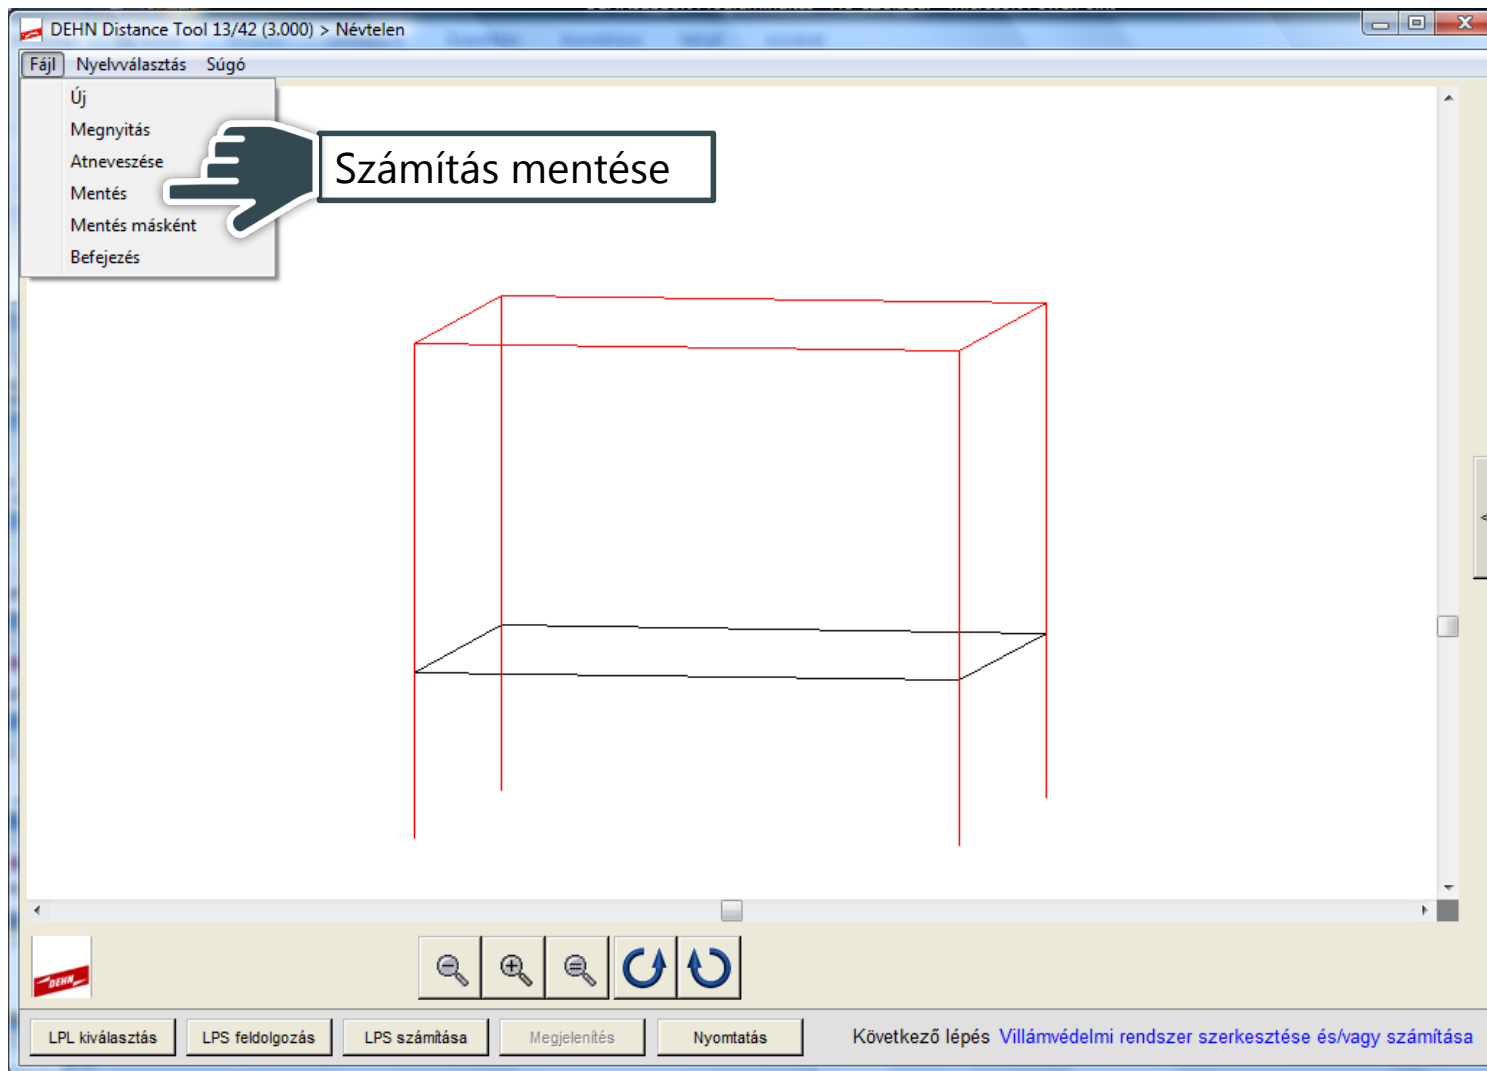 DEHN Distance Tool 13/42 (3.000) > Névtelen
Fájl Nyelvválasztás Súgó
Új
Megnyitás
Atneveszése
Mentés
Mentés másként
Befejezés
Számítás mentése
DEHN
LPL kiválasztás LPS feldolgozás LPS számítása Megjelenítés Nyomtatás Következő lépés Villámvédelmi rendszer szerkesztése és/vagy számítása